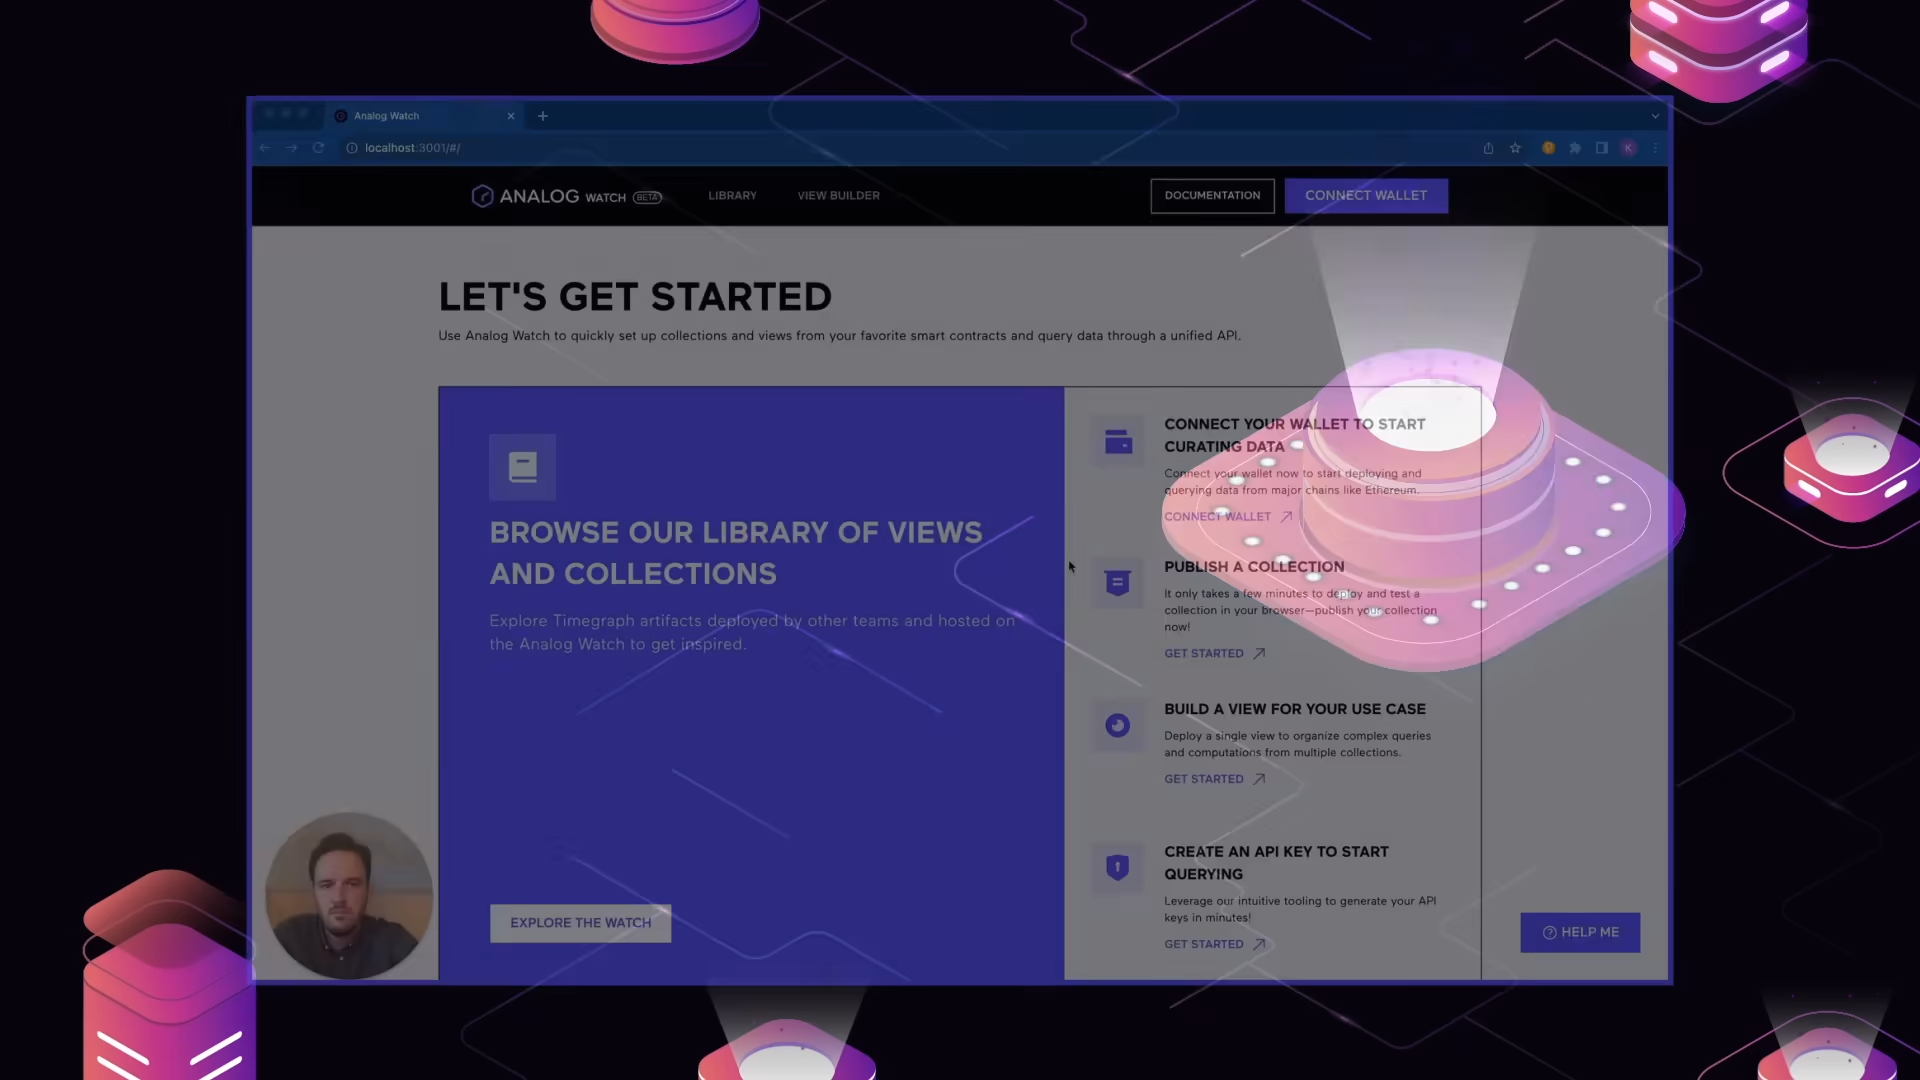 Analog Watch
localhost:3001/#/
ANALOG WATCH BETA
LIBRARY
VIEW BUILDER
DOCUMENTATION
CONNECT WALLET
K
LET'S GET STARTED
Use Analog Watch to quickly set up collections and views from your favorite smart contracts and query data through a unified API.
BROWSE OUR LIBRARY OF VIEWS
AND COLLECTIONS
Explore Timegraph artifacts deployed by other teams and hosted on
the Analog Watch to get inspired.
EXPLORE THE WATCH
CONNECT YOUR WALLET TO START
CURATING DATA
Connect your wallet now to start deploying and
querying data from major chains like Ethereum.
CONNECT WALLET
PUBLISH A COLLECTION
It only takes a few minutes to deploy and test a
collection in your browser—publish your collection
now!
GET STARTED
BUILD A VIEW FOR YOUR USE CASE
Deploy a single view to organize complex queries
and computations from multiple collections.
GET STARTED
CREATE AN API KEY TO START
QUERYING
Leverage our intuitive tooling to generate your API
keys in minutes!
GET STARTED
HELP ME